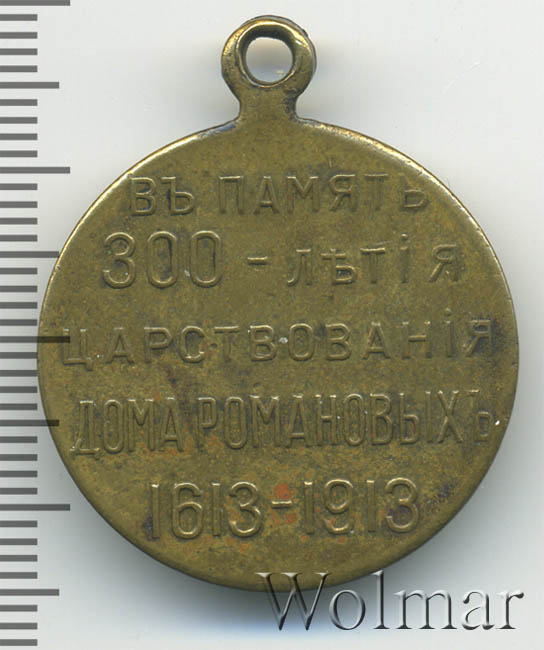 ВЪ ПАМЯТЬ
300 - ЛѢТІЯ
ЦАРСТВОВАНІЯ
ДОМА РОМАНОВЫХЪ
1613-1913
Wolmar